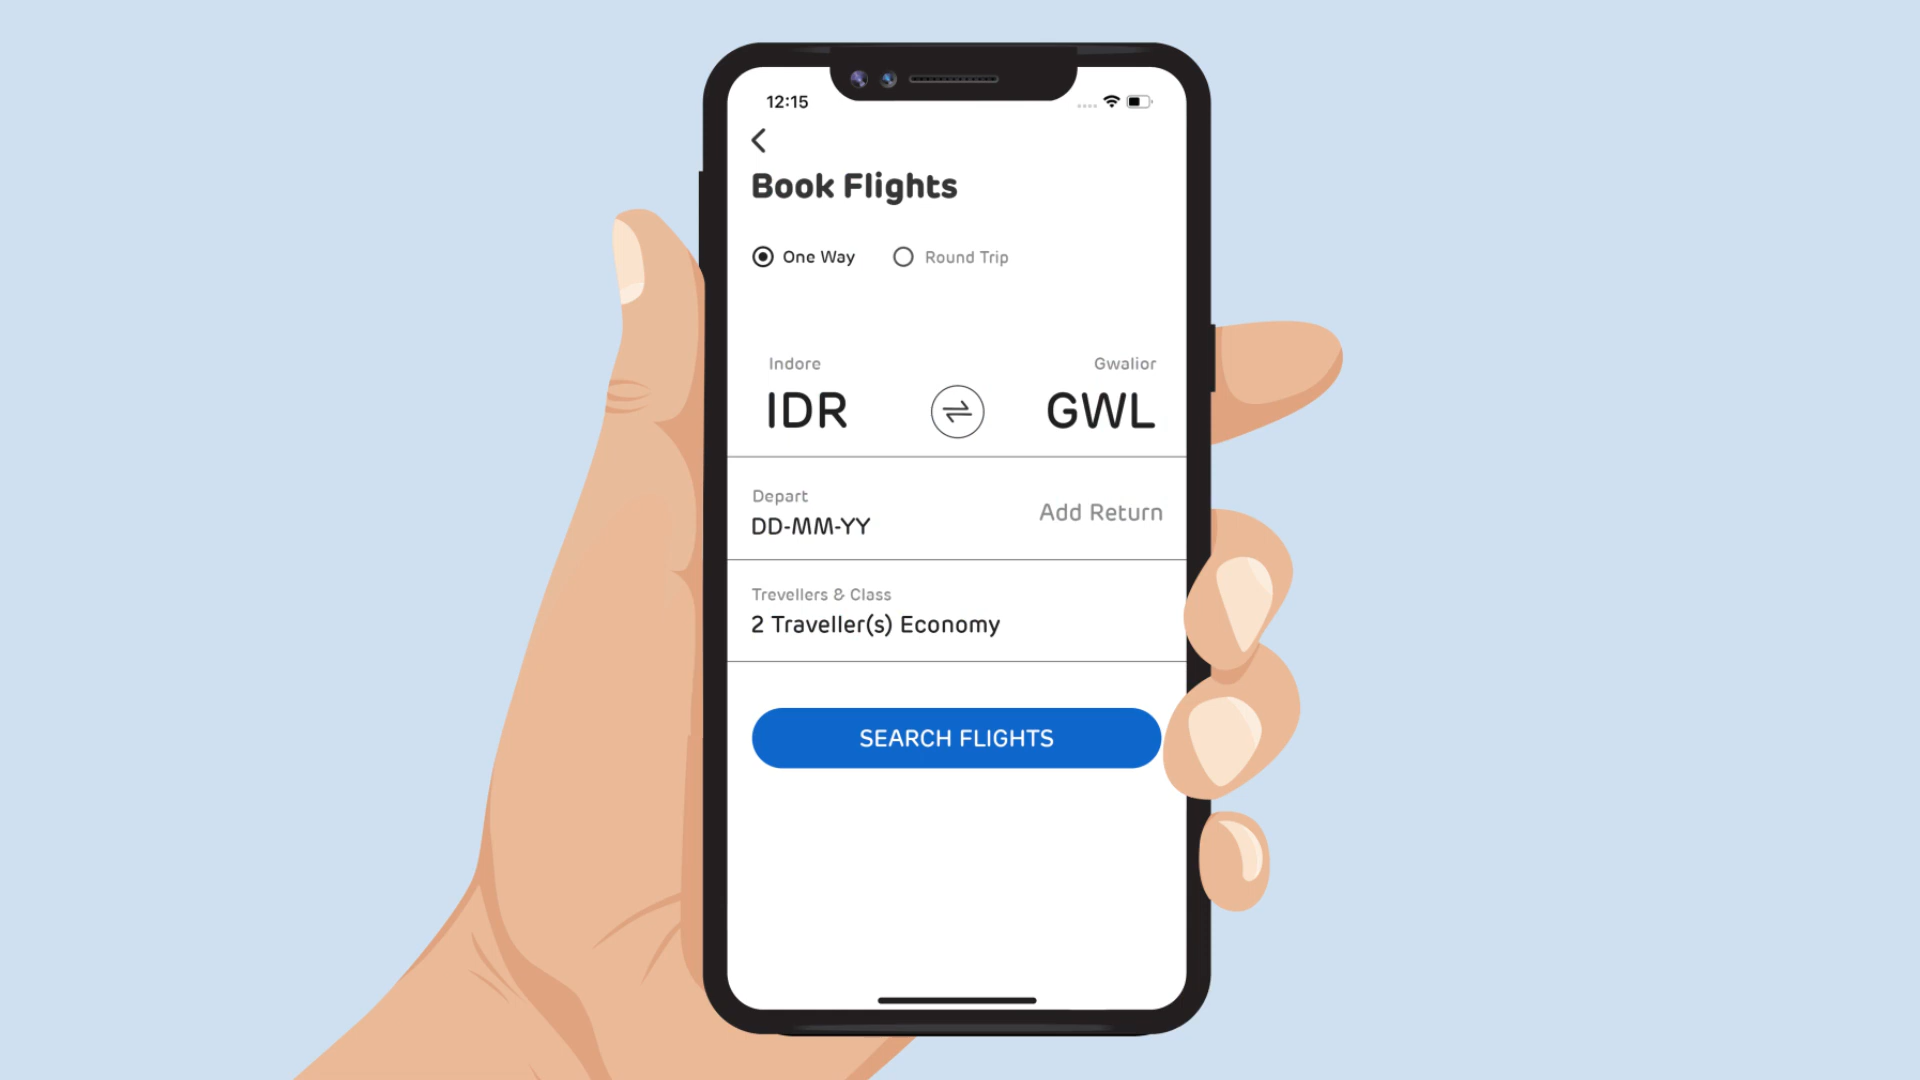 12:15
Book Flights
One Way Round Trip
Indore Gwalior
IDR GWL
Depart
DD-MM-YY Add Return
Trevellers & Class
2 Traveller(s) Economy
SEARCH FLIGHTS